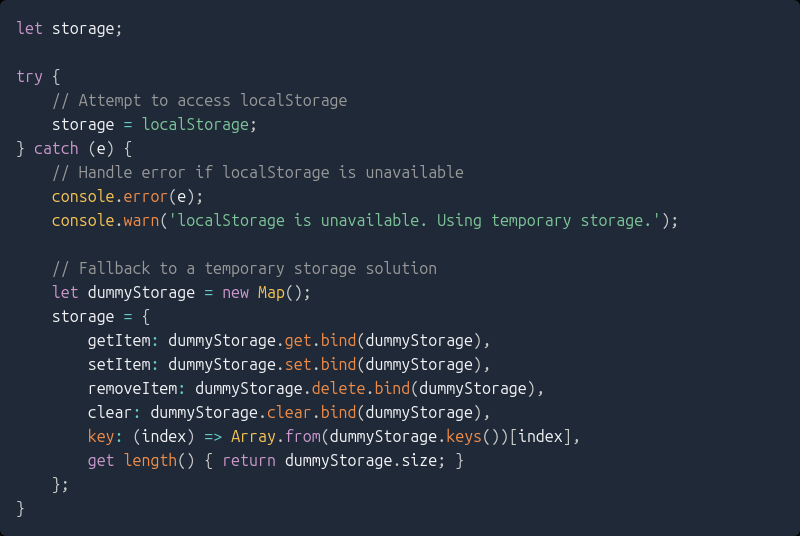 let storage;

try {
    // Attempt to access localStorage
    storage = localStorage;
} catch (e) {
    // Handle error if localStorage is unavailable
    console.error(e);
    console.warn('localStorage is unavailable. Using temporary storage.');

    // Fallback to a temporary storage solution
    let dummyStorage = new Map();
    storage = {
        getItem: dummyStorage.get.bind(dummyStorage),
        setItem: dummyStorage.set.bind(dummyStorage),
        removeItem: dummyStorage.delete.bind(dummyStorage),
        clear: dummyStorage.clear.bind(dummyStorage),
        key: (index) => Array.from(dummyStorage.keys())[index],
        get length() { return dummyStorage.size; }
    };
}